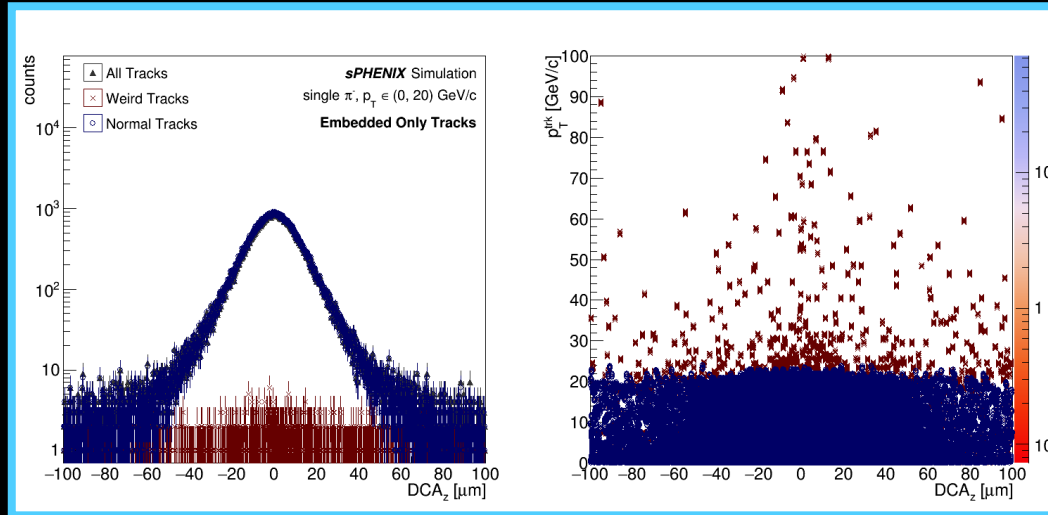 counts
All Tracks
Weird Tracks
Normal Tracks
sPHENIX Simulation
single π⁻, p_T ∈ (0, 20) GeV/c
Embedded Only Tracks
10⁴
10³
10²
10
1
−100 −80 −60 −40 −20 0 20 40 60 80 100
DCA_z [μm]
p_T^trk [GeV/c]
100
90
80
70
60
50
40
30
20
10
0
−100 −80 −60 −40 −20 0 20 40 60 80 100
DCA_z [μm]
10
1
10